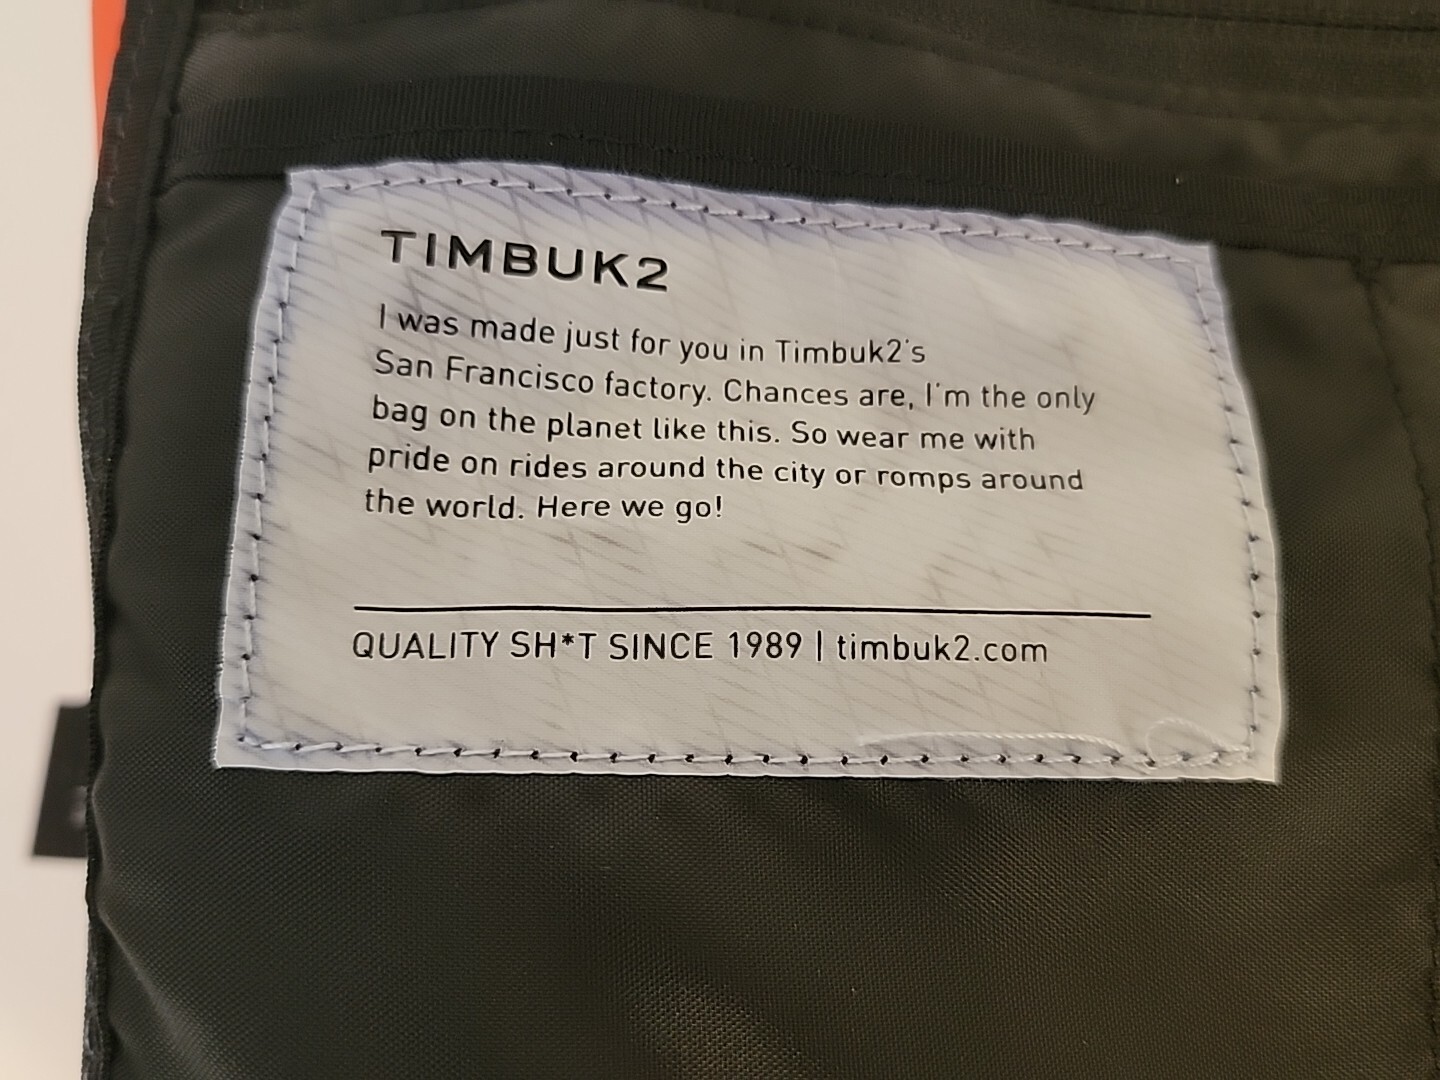 TIMBUK2
I was made just for you in Timbuk2's
San Francisco factory. Chances are, I'm the only
bag on the planet like this. So wear me with
pride on rides around the city or romps around
the world. Here we go!
QUALITY SH*T SINCE 1989 | timbuk2.com